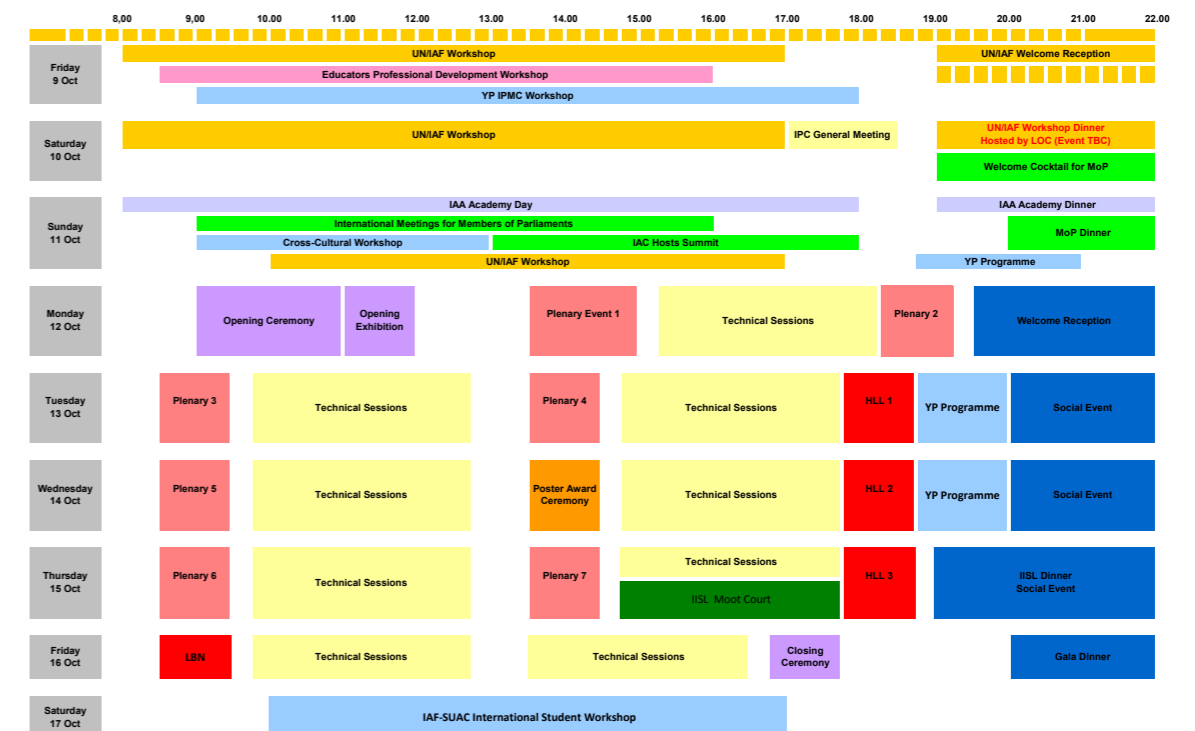 8,00 9.00 10.00 11.00 12.00 13.00 14.00 15.00 16.00 17.00 18.00 19.00 20.00 21.00 22.00
Friday
9 Oct
UN/IAF Workshop
UN/IAF Welcome Reception
Educators Professional Development Workshop
YP IPMC Workshop
Saturday
10 Oct
UN/IAF Workshop
IPC General Meeting
UN/IAF Workshop Dinner
Hosted by LOC (Event TBC)
Welcome Cocktail for MoP
Sunday
11 Oct
IAA Academy Day
IAA Academy Dinner
International Meetings for Members of Parliaments
MoP Dinner
Cross-Cultural Workshop
IAC Hosts Summit
UN/IAF Workshop
YP Programme
Monday
12 Oct
Opening Ceremony
Opening
Exhibition
Plenary Event 1
Technical Sessions
Plenary 2
Welcome Reception
Tuesday
13 Oct
Plenary 3
Technical Sessions
Plenary 4
Technical Sessions
HLL 1
YP Programme
Social Event
Wednesday
14 Oct
Plenary 5
Technical Sessions
Poster Award
Ceremony
Technical Sessions
HLL 2
YP Programme
Social Event
Thursday
15 Oct
Plenary 6
Technical Sessions
Plenary 7
Technical Sessions
IISL Moot Court
HLL 3
IISL Dinner
Social Event
Friday
16 Oct
LBN
Technical Sessions
Technical Sessions
Closing
Ceremony
Gala Dinner
Saturday
17 Oct
IAF-SUAC International Student Workshop